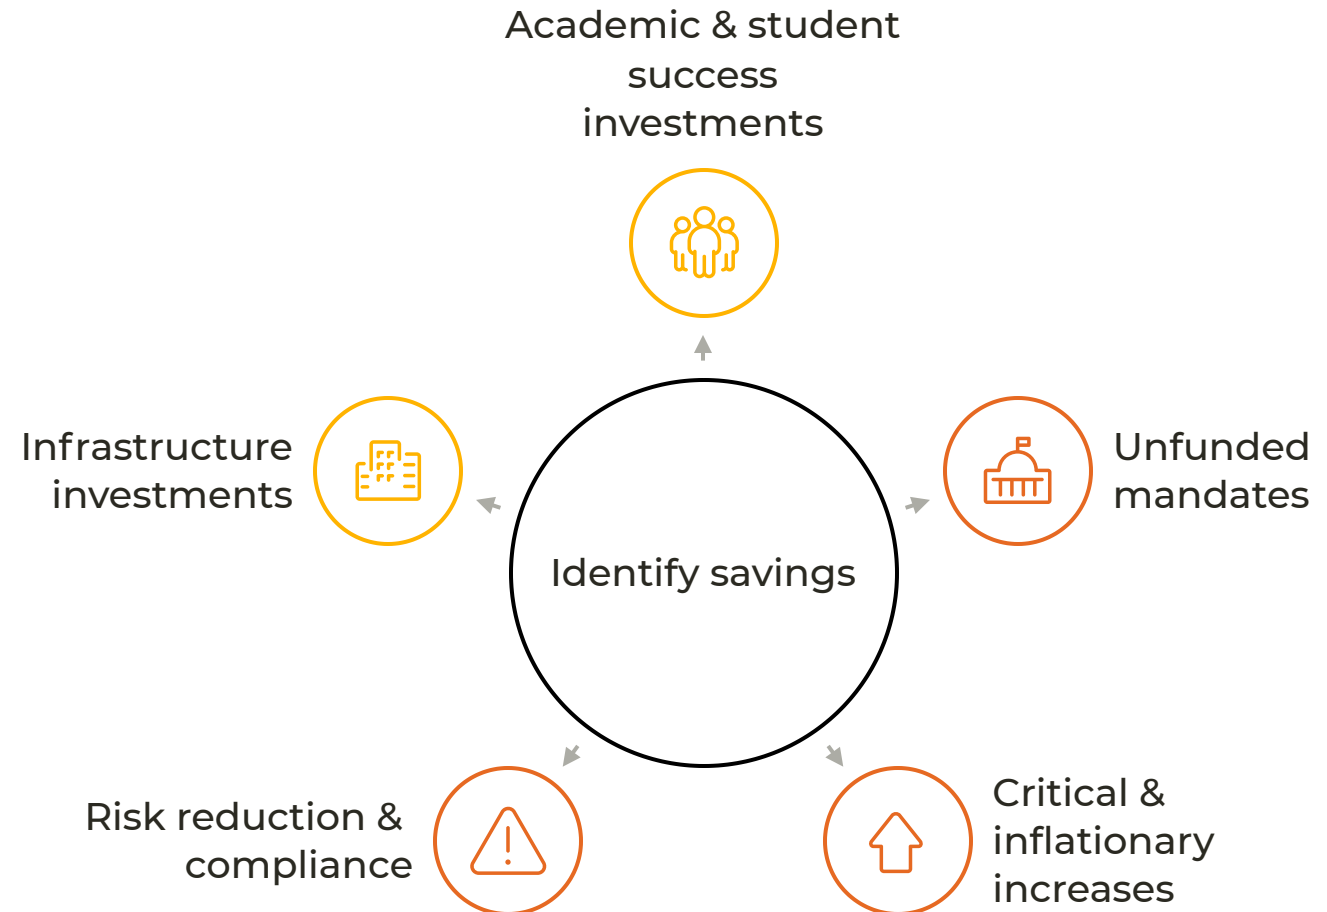 Academic & student
success
investments
Infrastructure
investments
Unfunded
mandates
Identify savings
Risk reduction &
compliance
Critical &
inflationary
increases